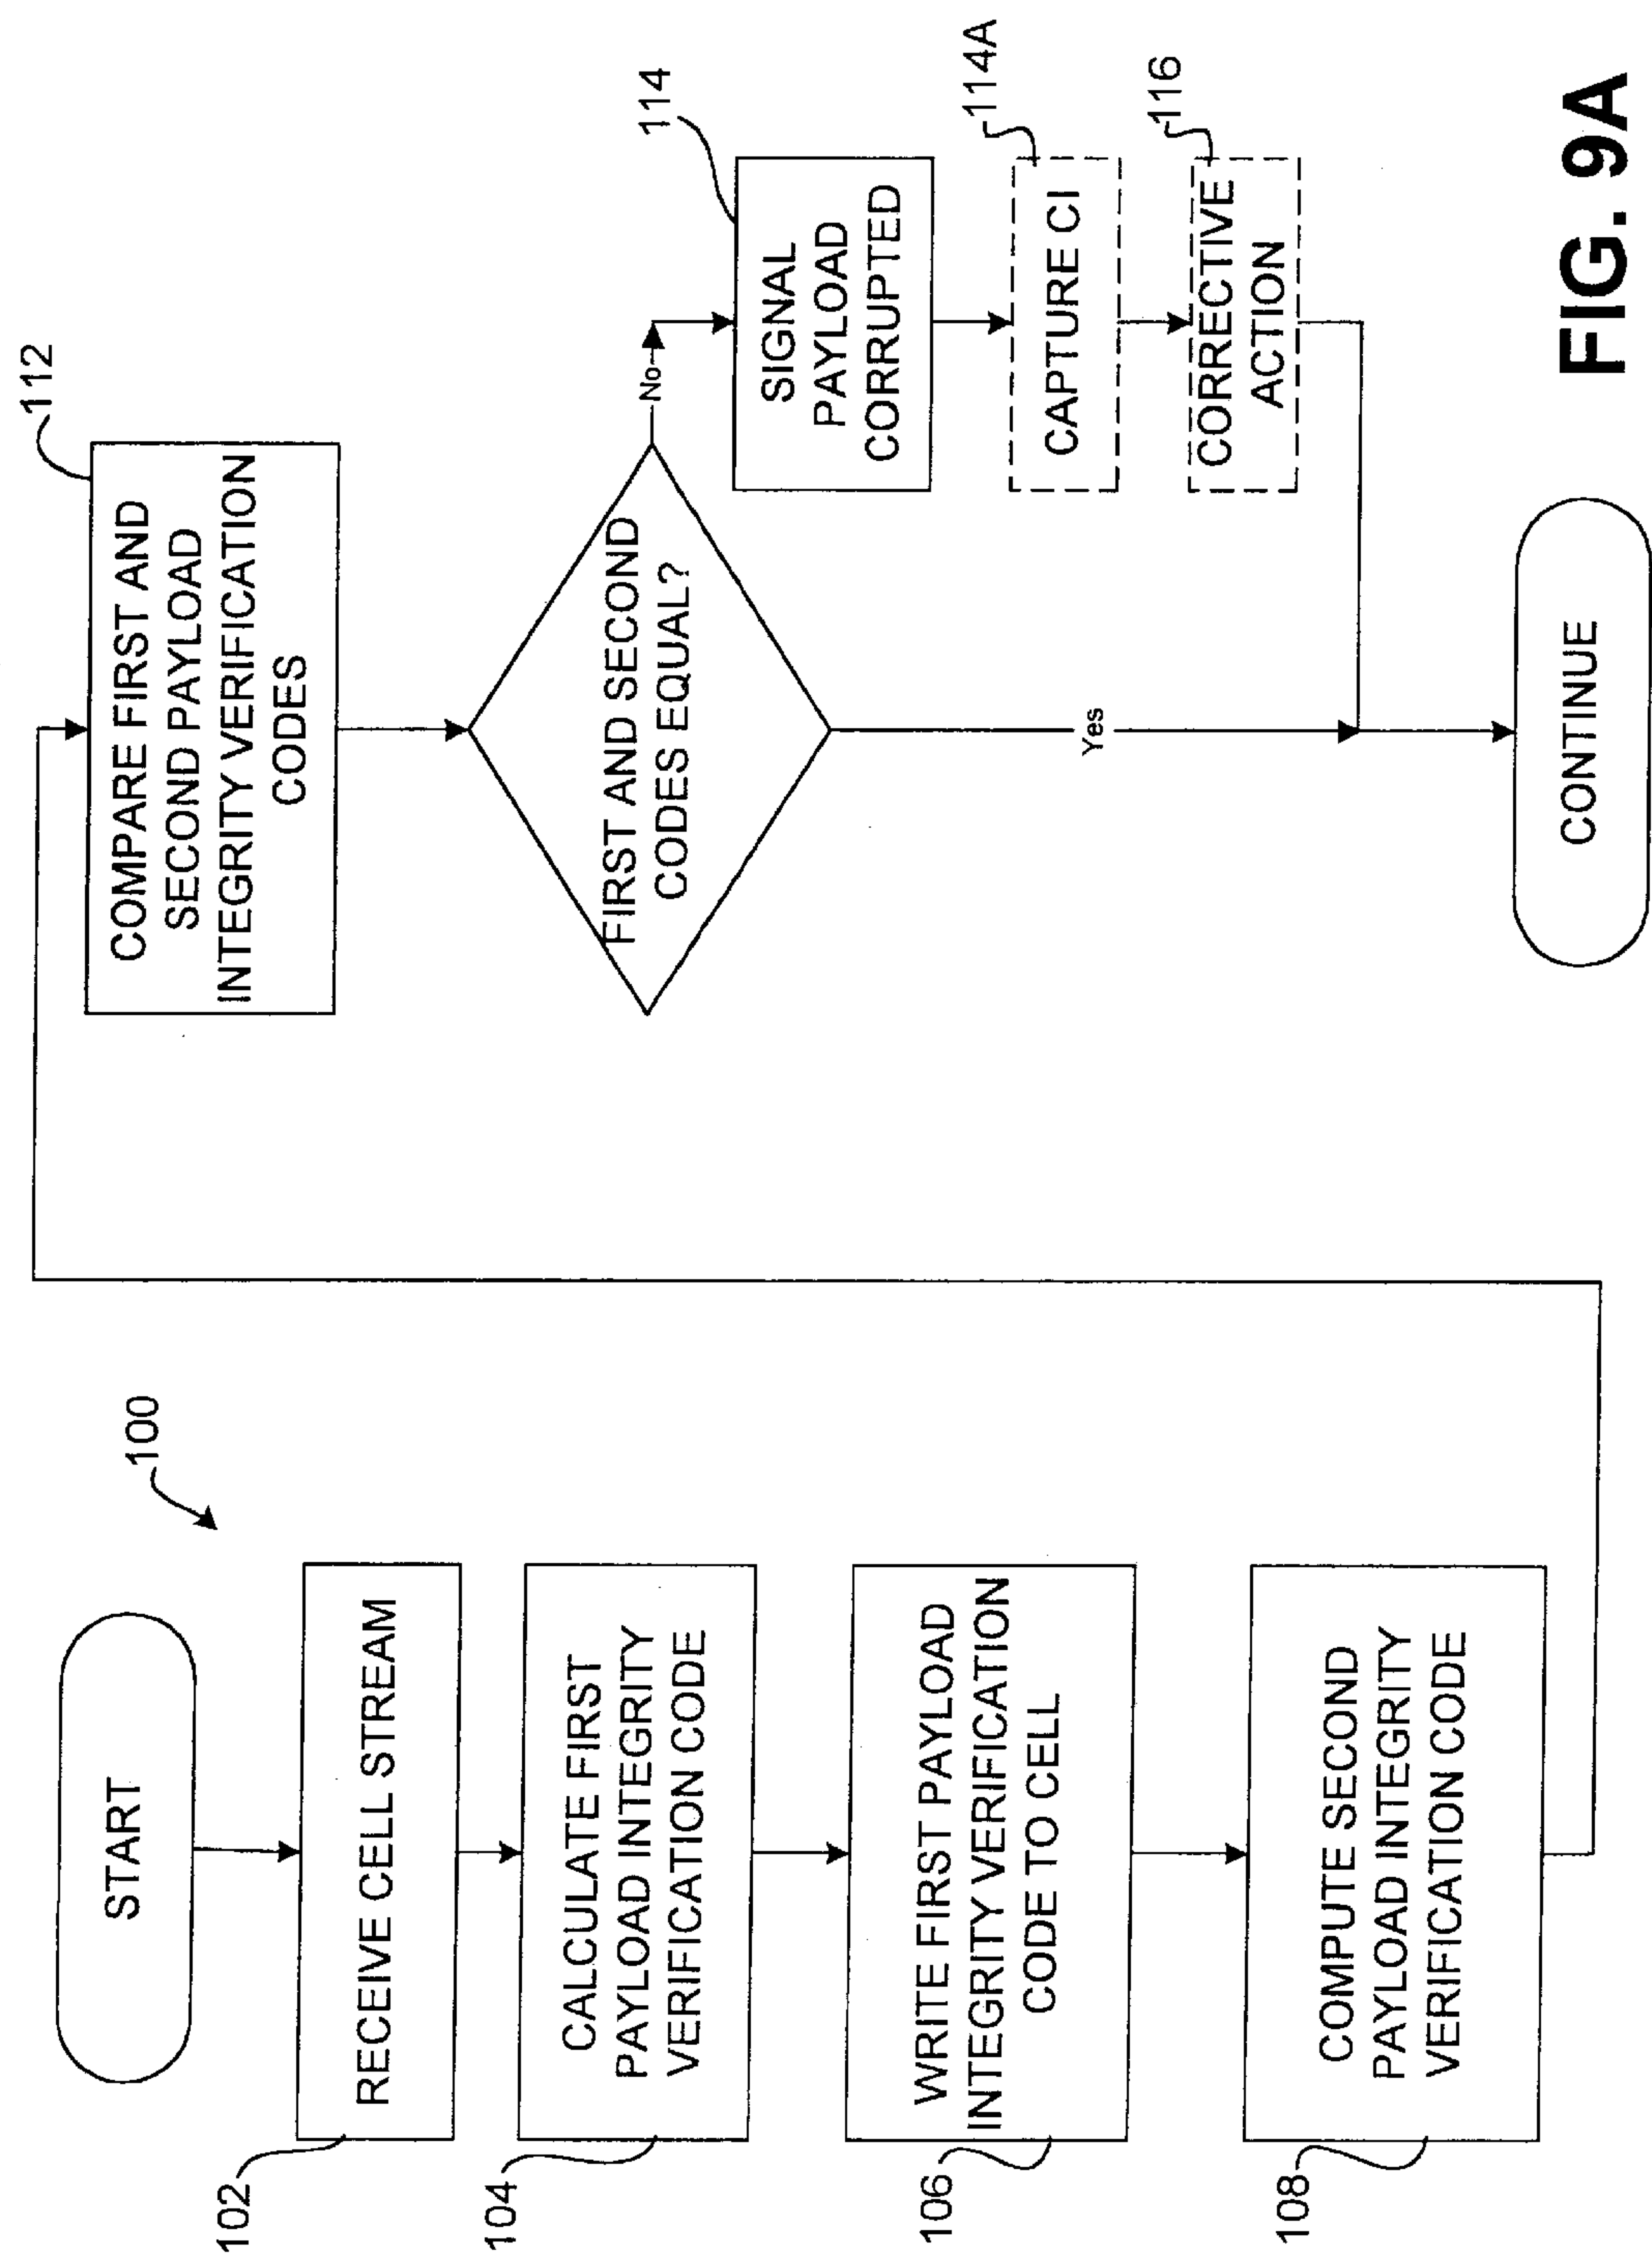 100
START
RECEIVE CELL STREAM
102
CALCULATE FIRST
PAYLOAD INTEGRITY
VERIFICATION CODE
104
WRITE FIRST PAYLOAD
INTEGRITY VERIFICATION
CODE TO CELL
106
COMPUTE SECOND
PAYLOAD INTEGRITY
VERIFICATION CODE
108
COMPARE FIRST AND
SECOND PAYLOAD
INTEGRITY VERIFICATION
CODES
112
FIRST AND SECOND
CODES EQUAL?
No
Yes
SIGNAL
PAYLOAD
CORRUPTED
114
CAPTURE CI
114A
CORRECTIVE
ACTION
116
CONTINUE
FIG. 9A